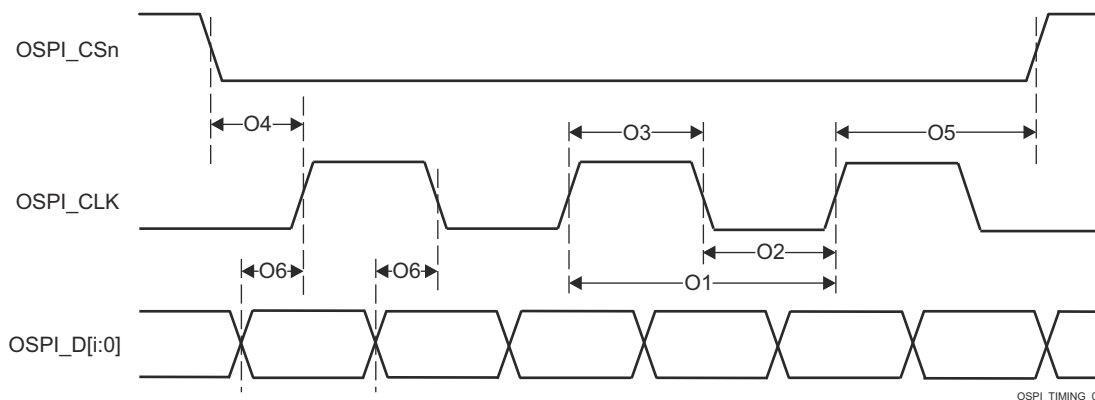 OSPI_CSn
O4
O3
O5
OSPI_CLK
O2
O6
O6
O1
OSPI_D[i:0]